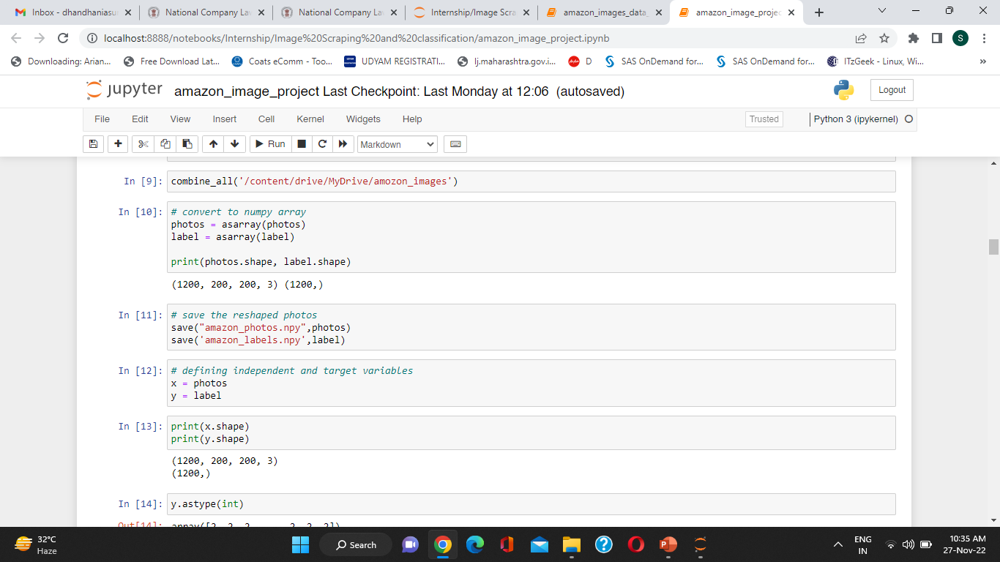 Inbox - dhandhaniasu
National Company La
National Company La
Internship/Image Scra
amazon_images_data_
amazon_image_projec
localhost:8888/notebooks/Internship/Image%20Scraping%20and%20classification/amazon_image_project.ipynb
S
Downloading: Arian...
Free Download Lat...
Coats eComm - Too...
UDYAM REGISTRATI...
lj.maharashtra.gov.i...
D
SAS OnDemand for...
SAS OnDemand for...
ITzGeek - Linux, Wi...
»
jupyter amazon_image_project Last Checkpoint: Last Monday at 12:06 (autosaved)
Logout
File Edit View Insert Cell Kernel Widgets Help
Trusted
Python 3 (ipykernel)
Run
Markdown
In [9]: combine_all('/content/drive/MyDrive/amozon_images')
In [10]: # convert to numpy array
photos = asarray(photos)
label = asarray(label)
print(photos.shape, label.shape)
(1200, 200, 200, 3) (1200,)
In [11]: # save the reshaped photos
save("amazon_photos.npy",photos)
save('amazon_labels.npy',label)
In [12]: # defining independent and target variables
x = photos
y = label
In [13]: print(x.shape)
print(y.shape)
(1200, 200, 200, 3)
(1200,)
In [14]: y.astype(int)
Out[14]: array([2, 2, 2, ..., 2, 2, 2])
32°C
Haze
Search
ENG
IN
10:35 AM
27-Nov-22